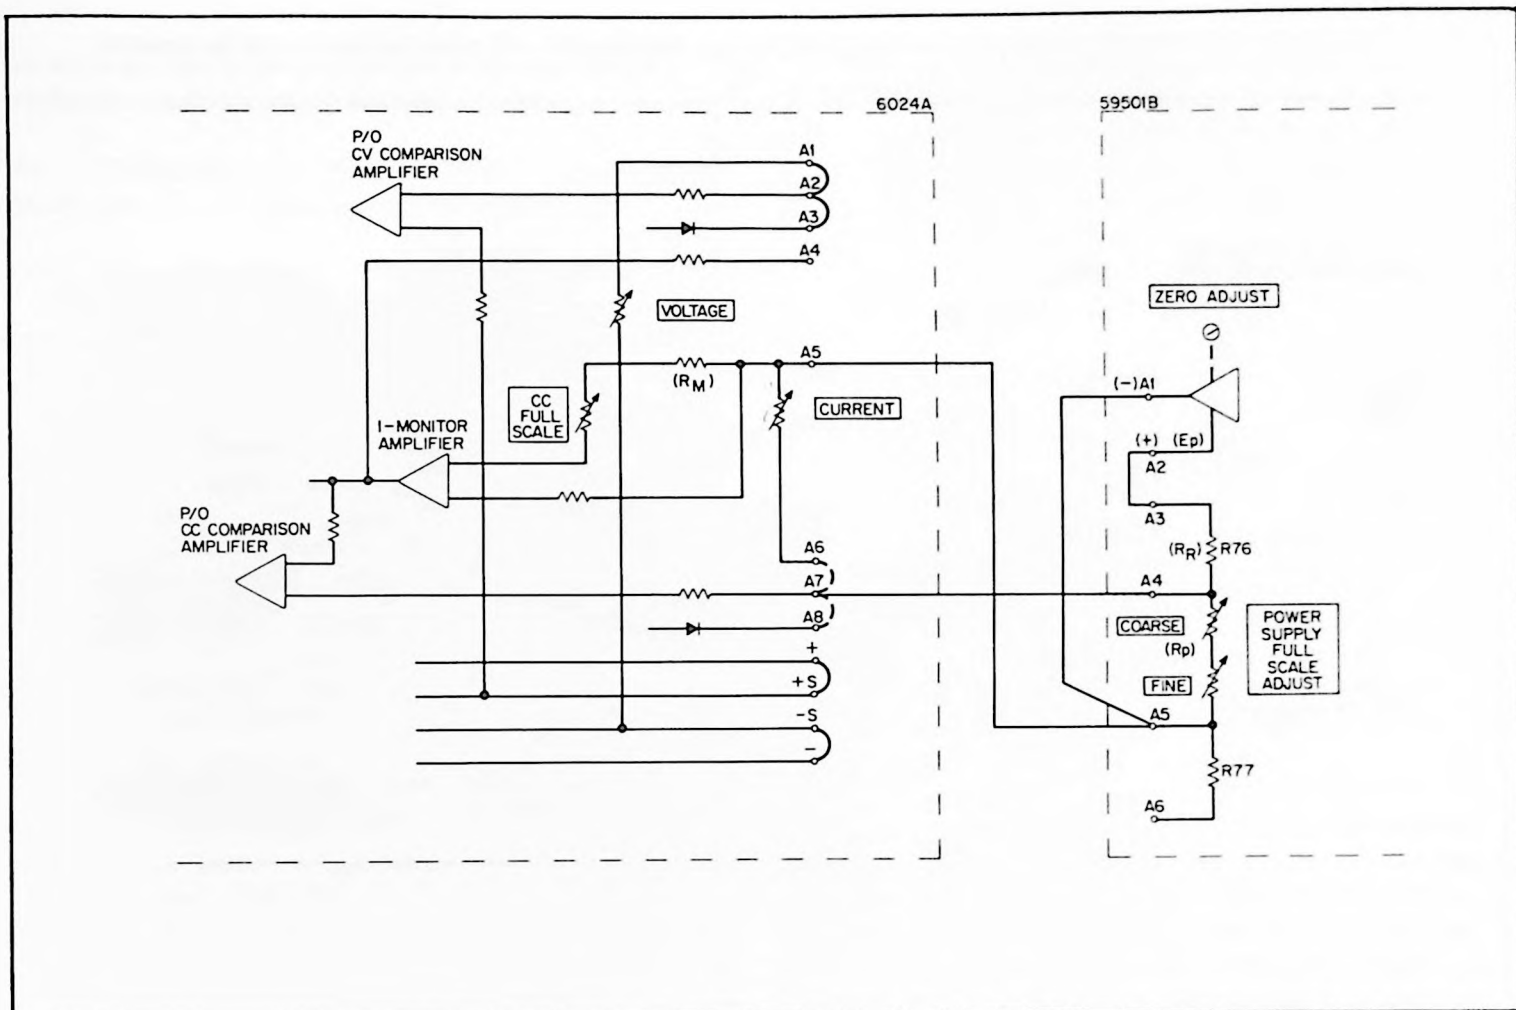 6024A
59501B
P/O
CV COMPARISON
AMPLIFIER
A1
A2
A3
A4
VOLTAGE
ZERO ADJUST
A5
(RM)
CC
FULL
SCALE
CURRENT
(-)A1
I-MONITOR
AMPLIFIER
(+) (Ep)
A2
A3
P/O
CC COMPARISON
AMPLIFIER
A6
A7
A8
(RR)
R76
A4
COARSE
(Rp)
FINE
POWER
SUPPLY
FULL
SCALE
ADJUST
+
+S
-S
-
A5
R77
A6